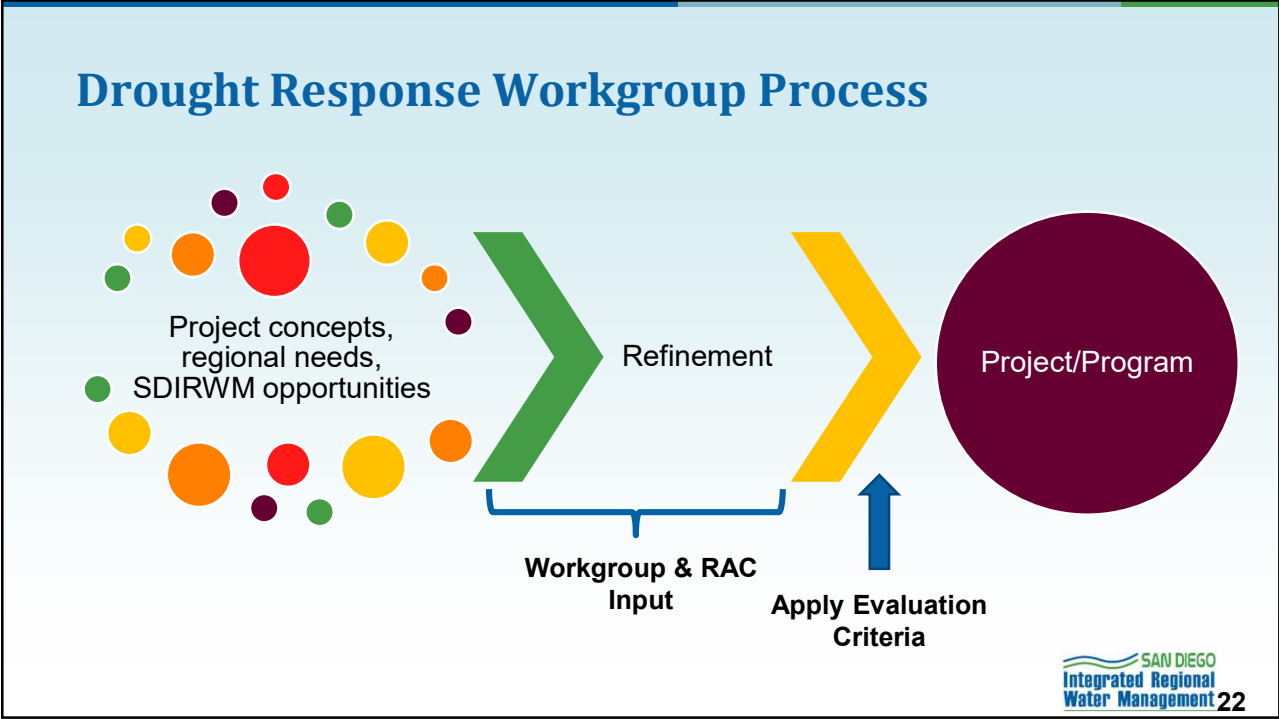 Drought Response Workgroup Process
Project concepts,
regional needs,
SDIRWM opportunities
Refinement
Project/Program
Workgroup & RAC
Input
Apply Evaluation
Criteria
SAN DIEGO
Integrated Regional
Water Management
22